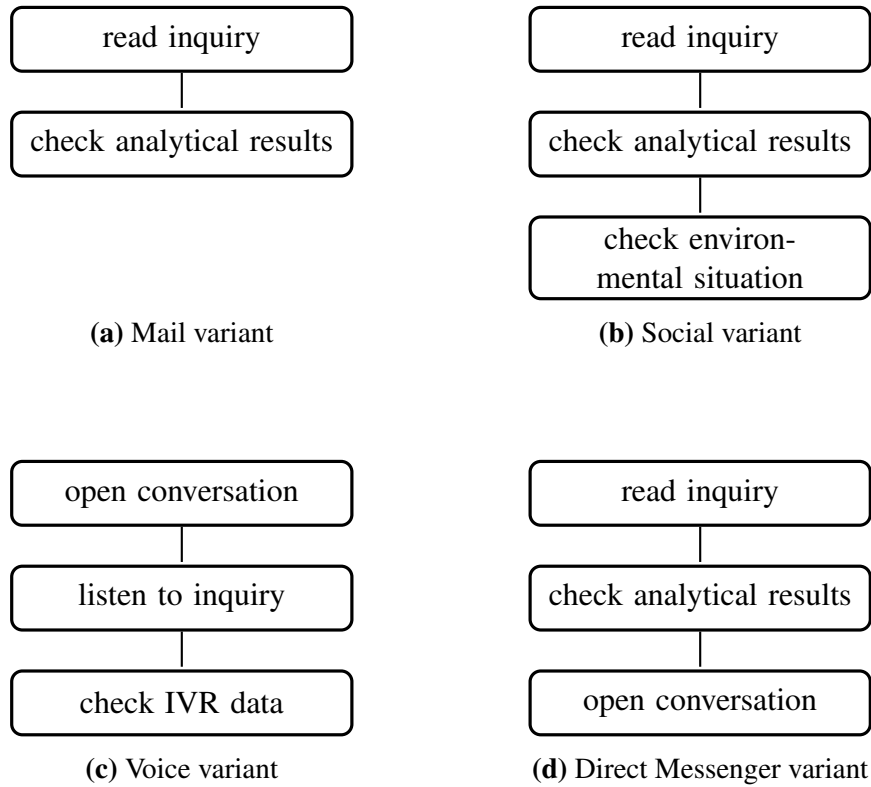 read inquiry
check analytical results
(a) Mail variant
read inquiry
check analytical results
check environ-
mental situation
(b) Social variant
open conversation
listen to inquiry
check IVR data
(c) Voice variant
read inquiry
check analytical results
open conversation
(d) Direct Messenger variant